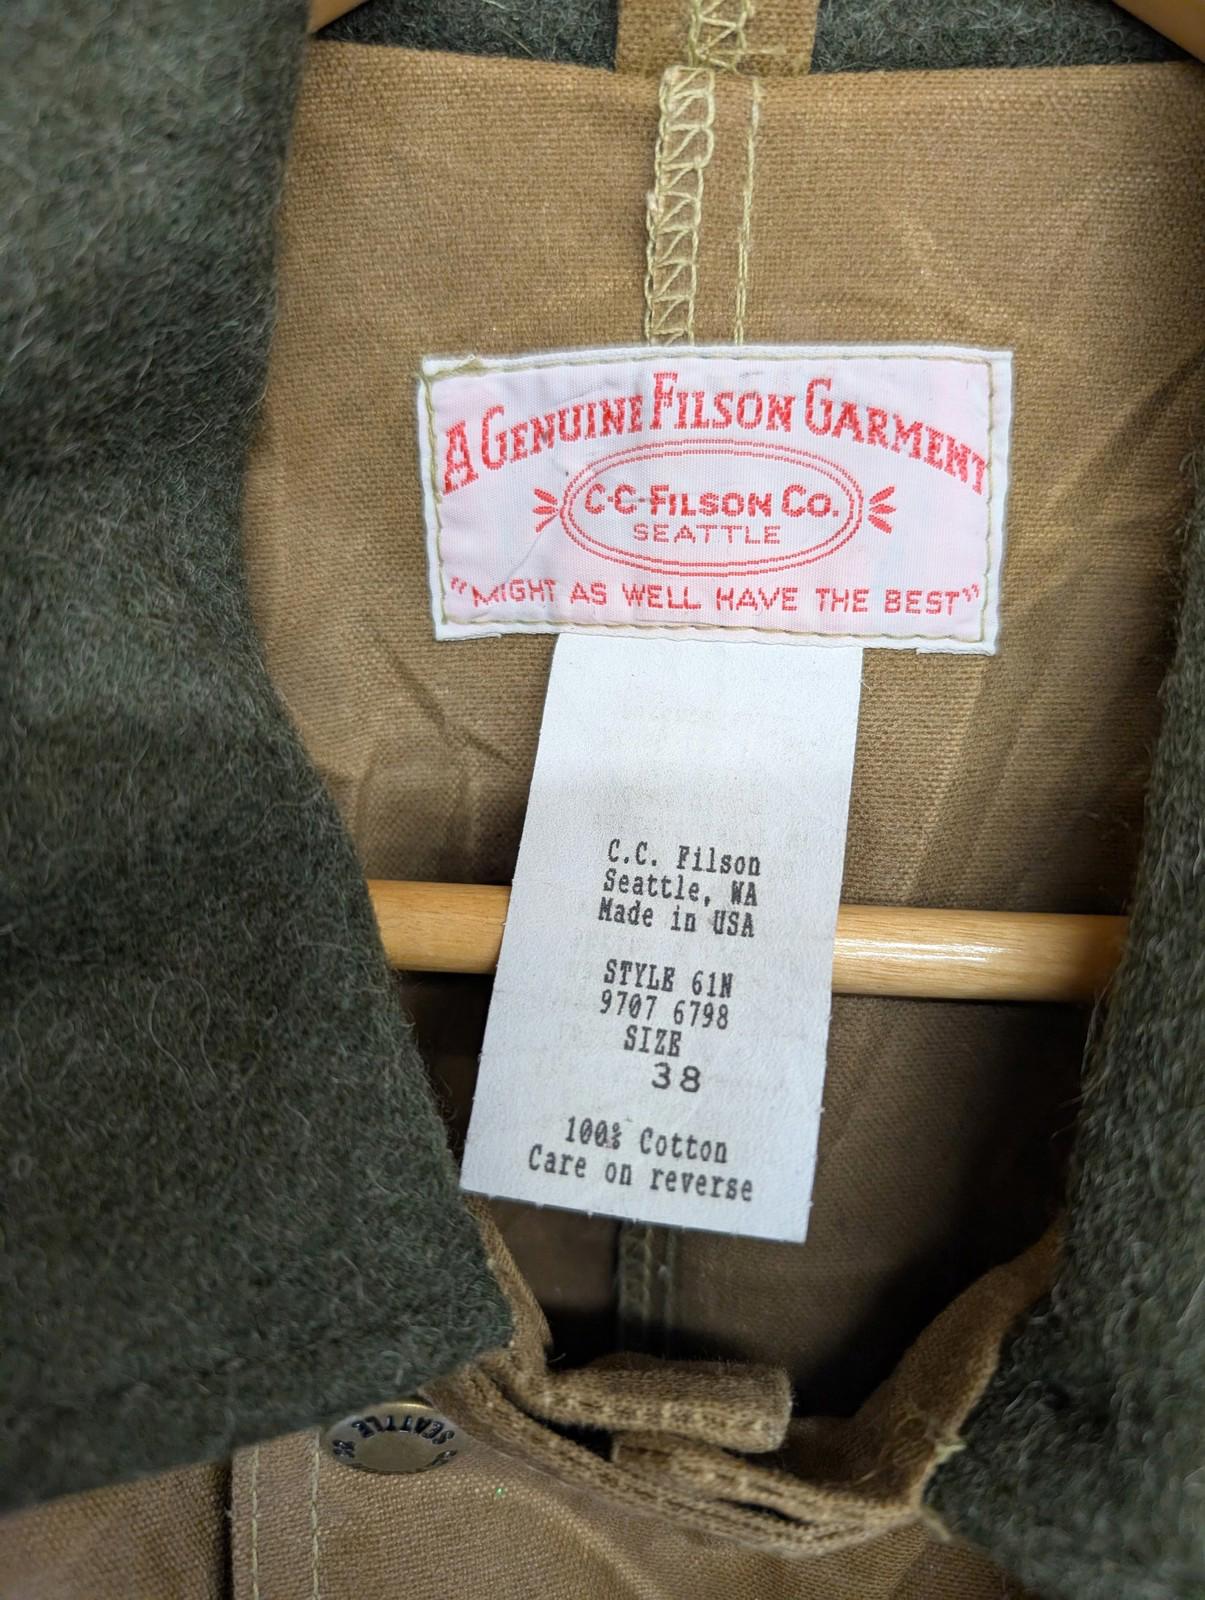 A GENUINE FILSON GARMENT
C·C·FILSON CO.
SEATTLE
"MIGHT AS WELL HAVE THE BEST"
C.C. Filson
Seattle, WA
Made in USA
STYLE 61N
9707 6798
SIZE
38
100% Cotton
Care on reverse
SEATTLE